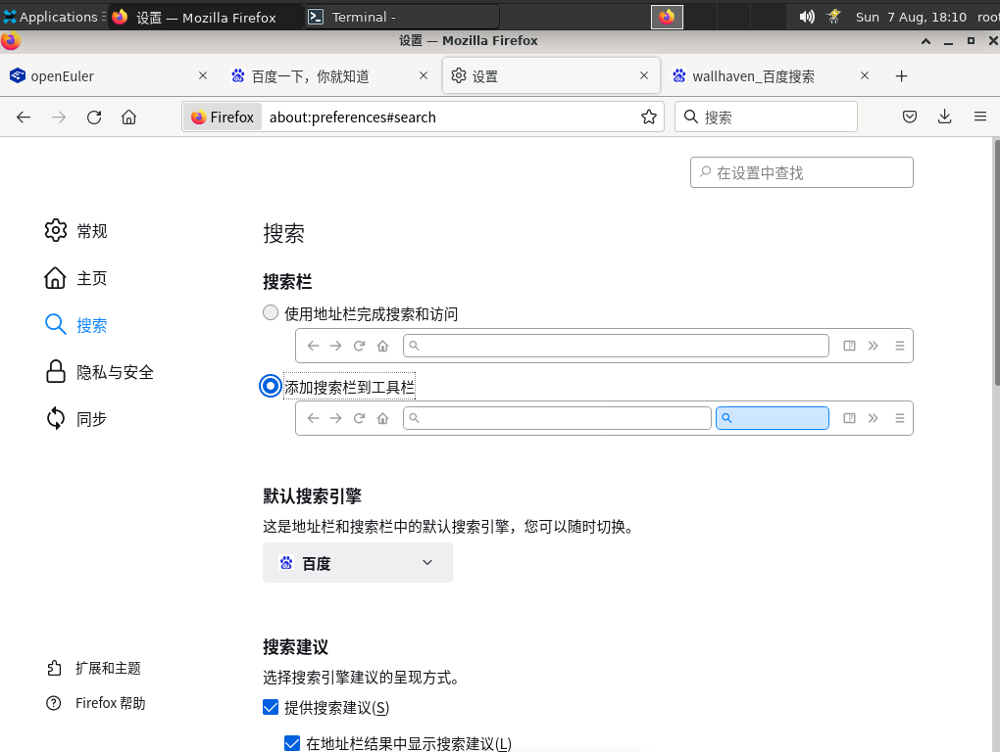 Applications
设置 — Mozilla Firefox
Terminal -
Sun 7 Aug, 18:10
root
设置 — Mozilla Firefox
openEuler
百度一下，你就知道
设置
wallhaven_百度搜索
Firefox
about:preferences#search
搜索
在设置中查找
常规
主页
搜索
隐私与安全
同步
扩展和主题
Firefox 帮助
搜索
搜索栏
使用地址栏完成搜索和访问
添加搜索栏到工具栏
默认搜索引擎
这是地址栏和搜索栏中的默认搜索引擎，您可以随时切换。
百度
搜索建议
选择搜索引擎建议的呈现方式。
提供搜索建议(S)
在地址栏结果中显示搜索建议(L)